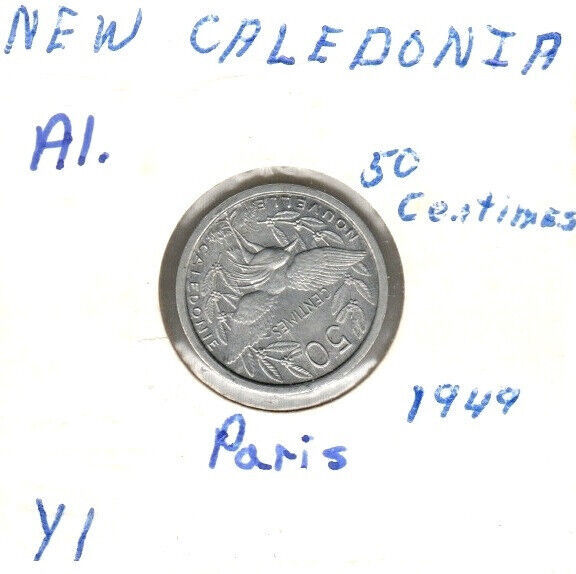 NEW CALEDONIA
Al.
50
Centimes
NOUVELLE
CALEDONIE
50
CENTIMES
1949
Paris
Y1